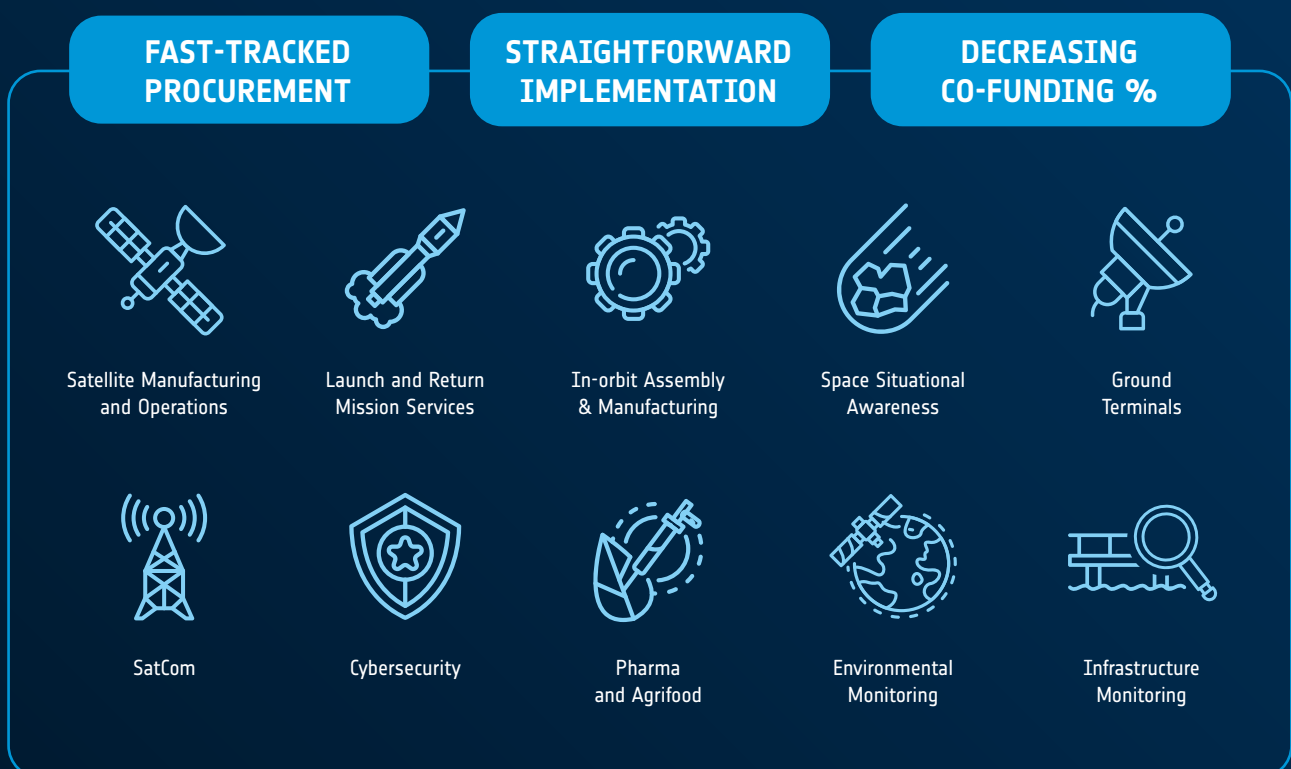 FAST-TRACKED
PROCUREMENT
STRAIGHTFORWARD
IMPLEMENTATION
DECREASING
CO-FUNDING %
Satellite Manufacturing
and Operations
Launch and Return
Mission Services
In-orbit Assembly
& Manufacturing
Space Situational
Awareness
Ground
Terminals
SatCom
Cybersecurity
Pharma
and Agrifood
Environmental
Monitoring
Infrastructure
Monitoring